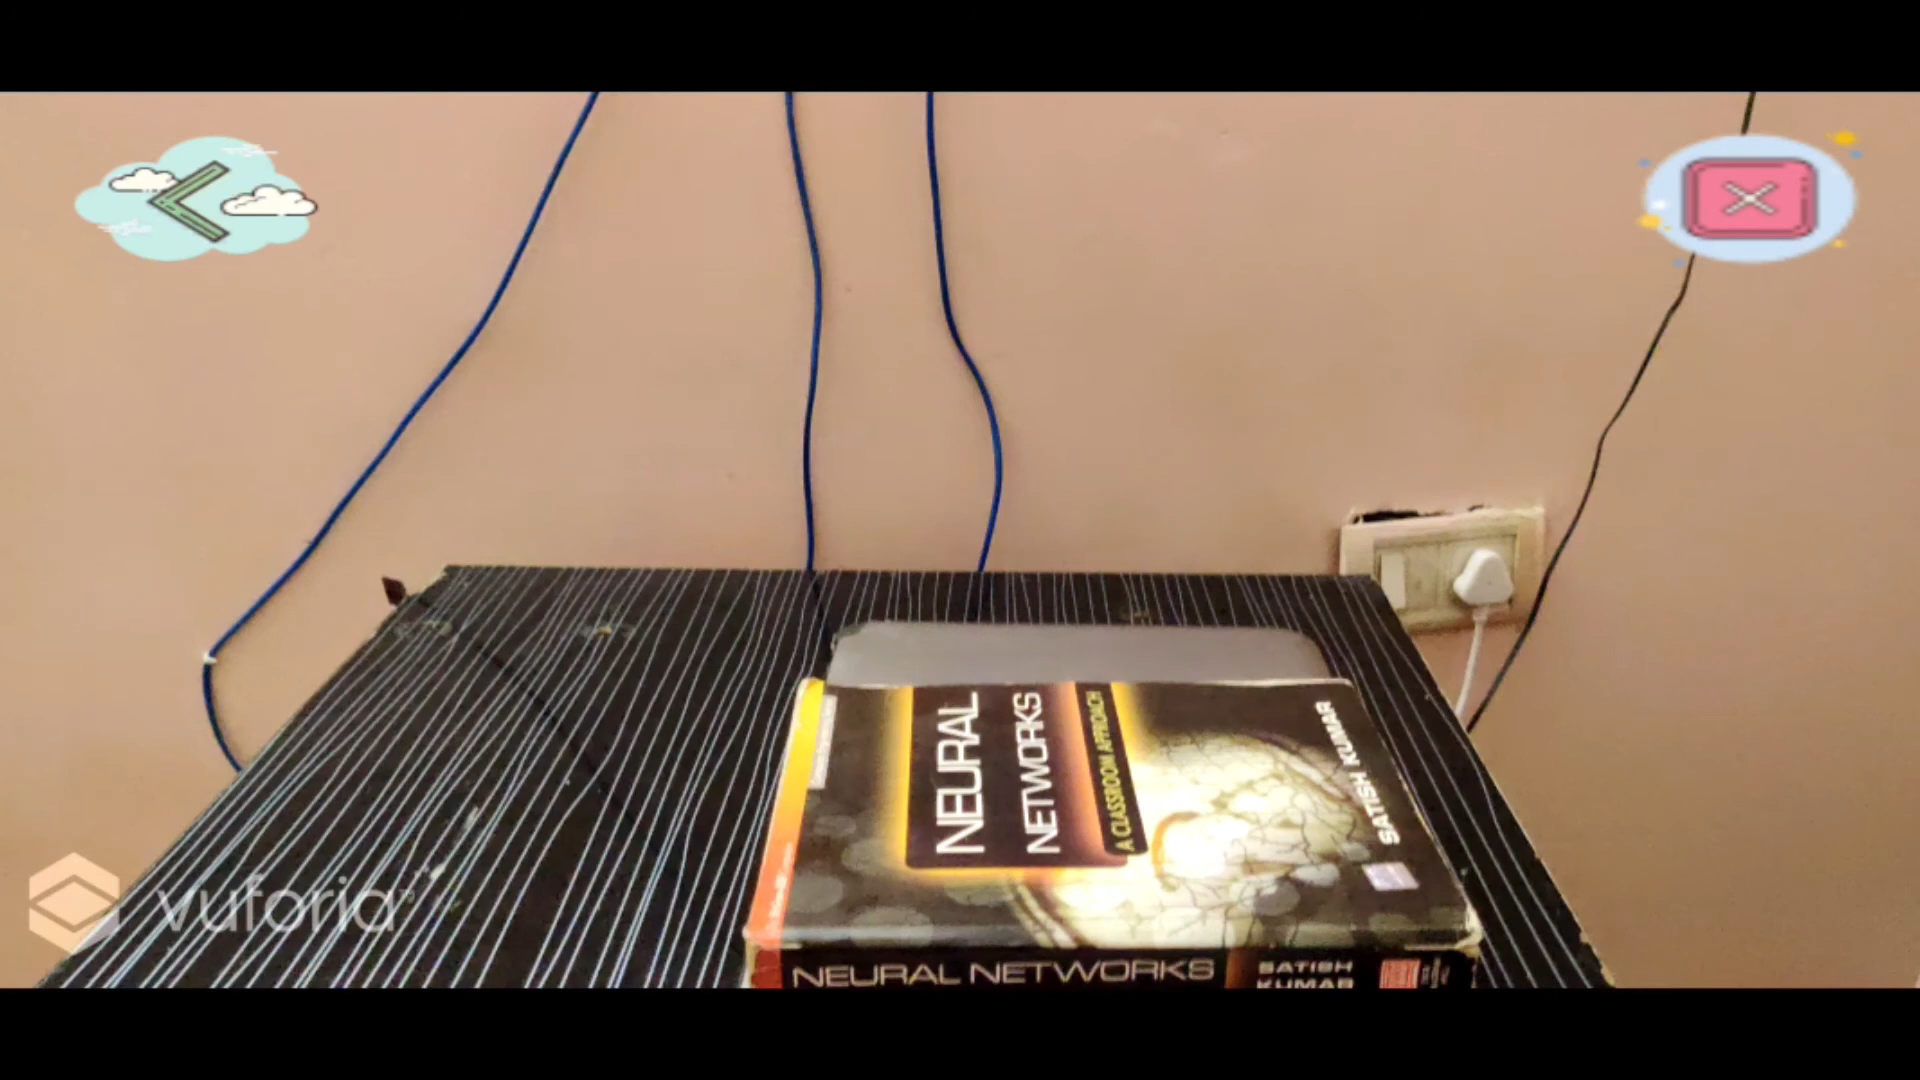 NEURAL
NETWORKS
A CLASSROOM APPROACH
SATISH KUMAR
NEURAL NETWORKS
SATISH
KUMAR
vuforia